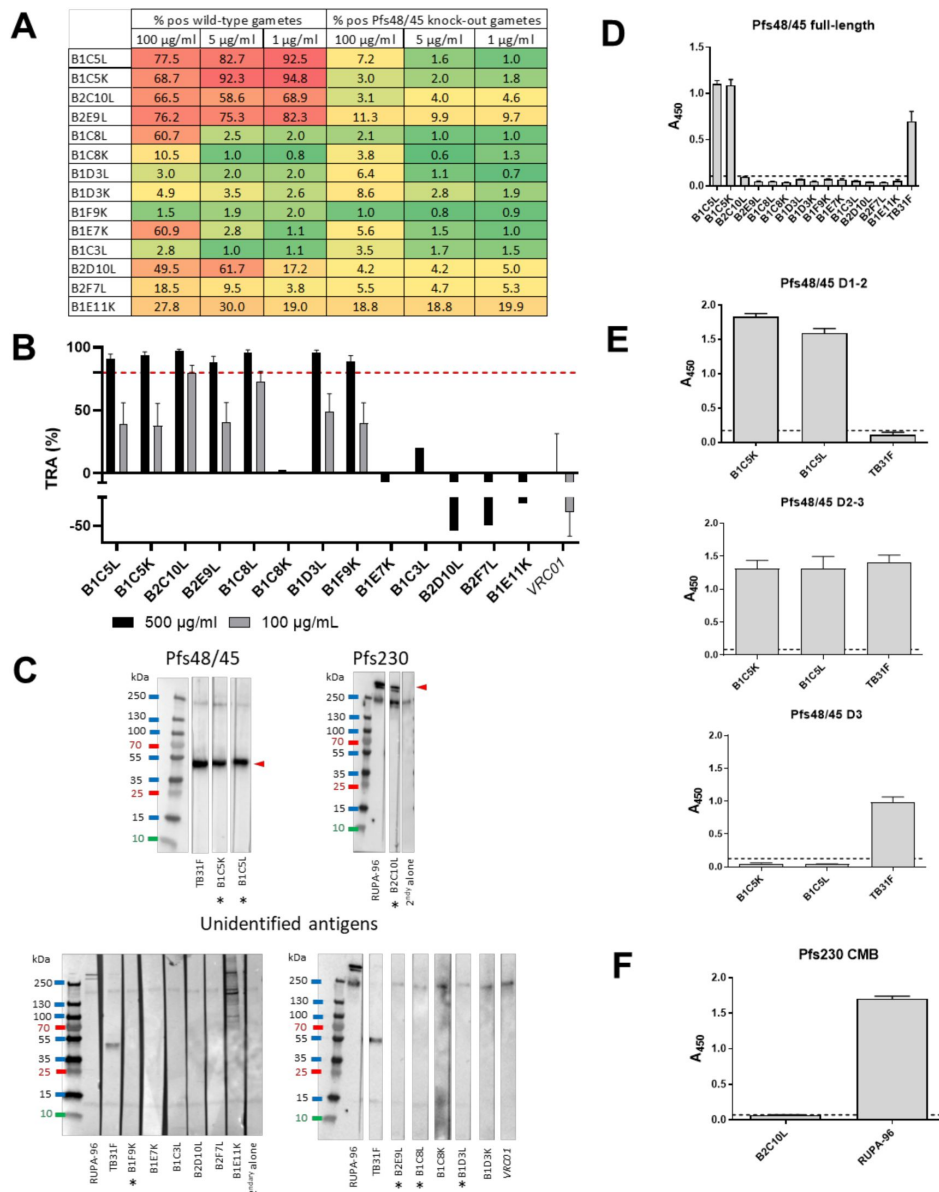 A
% pos wild-type gametes % pos Pfs48/45 knock-out gametes
100 µg/ml 5 µg/ml 1 µg/ml 100 µg/ml 5 µg/ml 1 µg/ml
B1C5L 77.5 82.7 92.5 7.2 1.6 1.0
B1C5K 68.7 92.3 94.8 3.0 2.0 1.8
B2C10L 66.5 58.6 68.9 3.1 4.0 4.6
B2E9L 76.2 75.3 82.3 11.3 9.9 9.7
B1C8L 60.7 2.5 2.0 2.1 1.0 1.0
B1C8K 10.5 1.0 0.8 3.8 0.6 1.3
B1D3L 3.0 2.0 2.0 6.4 1.1 0.7
B1D3K 4.9 3.5 2.6 8.6 2.8 1.9
B1F9K 1.5 1.9 2.0 1.0 0.8 0.9
B1E7K 60.9 2.8 1.1 5.6 1.5 1.0
B1C3L 2.8 1.0 1.1 3.5 1.7 1.5
B2D10L 49.5 61.7 17.2 4.2 4.2 5.0
B2F7L 18.5 9.5 3.8 5.5 4.7 5.3
B1E11K 27.8 30.0 19.0 18.8 18.8 19.9
B
TRA (%)
100
50
0
-50
B1C5L B1C5K B2C10L B2E9L B1C8L B1C8K B1D3L B1F9K B1E7K B1C3L B2D10L B2F7L B1E11K VRC01
500 µg/ml 100 µg/mL
C
Pfs48/45
kDa
250
130
100
70
55
35
25
15
10
TB31F B1C5K B1C5L
* *
Pfs230
kDa
250
130
100
70
55
35
25
15
10
RUPA-96 B2C10L 2ndy alone
*
Unidentified antigens
kDa
250
130
100
70
55
35
25
15
10
RUPA-96 TB31F B1F9K B1E7K B1C3L B2D10L B2F7L B1E11K ondary alone
*
kDa
250
130
100
70
55
35
25
15
10
RUPA-96 TB31F B2E9L B1C8L B1C8K B1D3L B1D3K VRC01
* * *
D
Pfs48/45 full-length
A450
1.5
1.0
0.5
0.0
B1C5L B1C5K B2C10L B2E9L B1C8L B1C8K B1D3L B1D3K B1F9K B1E7K B1C3L B2D10L B2F7L B1E11K TB31F
E
Pfs48/45 D1-2
A450
2.0
1.5
1.0
0.5
0.0
B1C5K B1C5L TB31F
Pfs48/45 D2-3
A450
2.0
1.5
1.0
0.5
0.0
B1C5K B1C5L TB31F
Pfs48/45 D3
A450
2.0
1.5
1.0
0.5
0.0
B1C5K B1C5L TB31F
F
Pfs230 CMB
A450
2.0
1.5
1.0
0.5
0.0
B2C10L RUPA-96